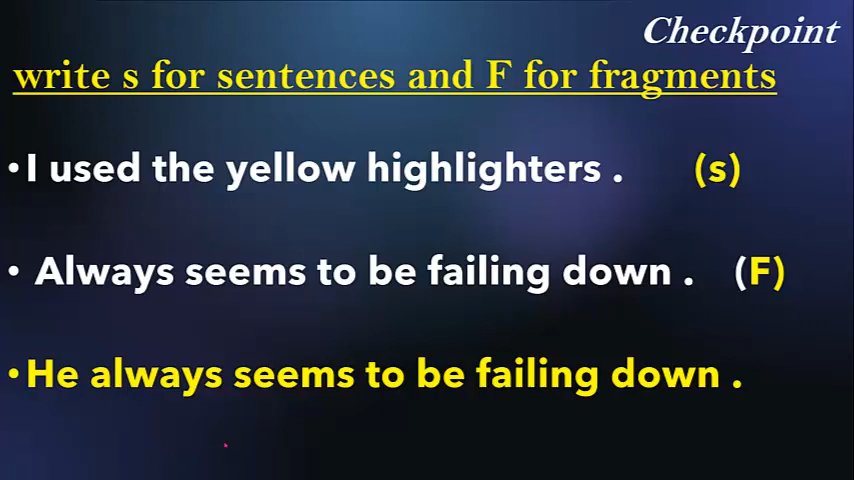 Checkpoint
write s for sentences and F for fragments
•I used the yellow highlighters . (s)
• Always seems to be failing down . (F)
•He always seems to be failing down .